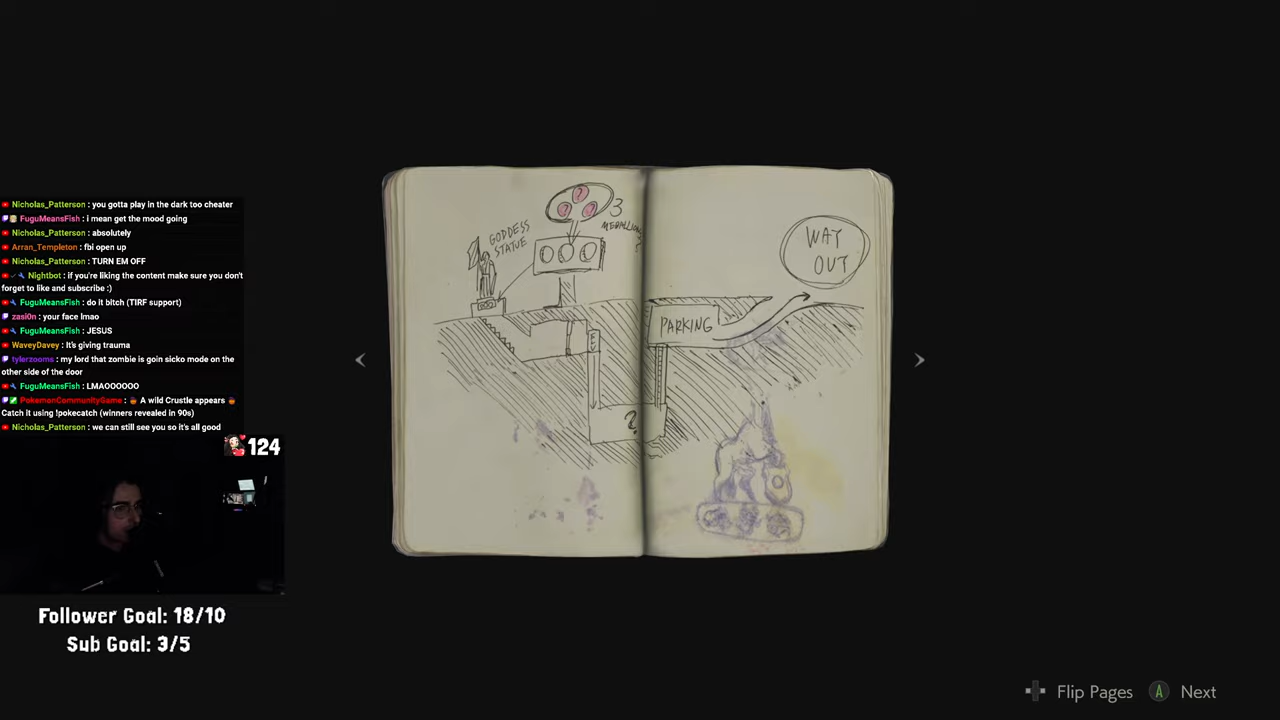 Nicholas_Patterson : you gotta play in the dark too cheater
FuguMeansFish : i mean get the mood going
Nicholas_Patterson : absolutely
Arran_Templeton : fbi open up
Nicholas_Patterson : TURN EM OFF
Nightbot : if you're liking the content make sure you don't
forget to like and subscribe :)
FuguMeansFish : do it bitch (TIRF support)
zasi0n : your face lmao
FuguMeansFish : JESUS
WaveyDavey : It's giving trauma
tylerzooms : my lord that zombie is goin sicko mode on the
other side of the door
FuguMeansFish : LMAOOOOOO
PokemonCommunityGame : 🎃 A wild Crustle appears 🎃
Catch it using !pokecatch (winners revealed in 90s)
Nicholas_Patterson : we can still see you so it's all good
124
Follower Goal: 18/10
Sub Goal: 3/5
? ? ?
3
MEDALLIONS
?
GODDESS
STATUE
ELV
?
PARKING
WAY
OUT
Flip Pages
A Next